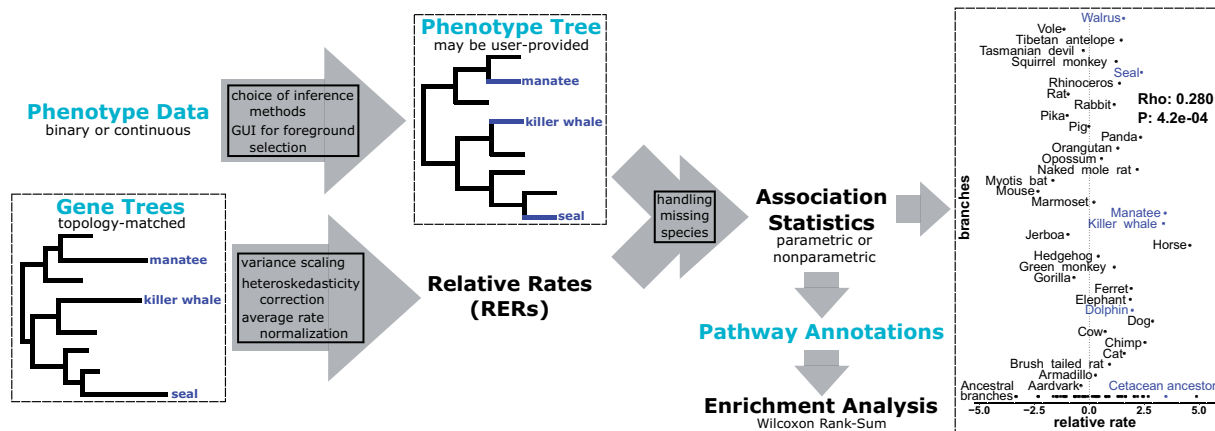 Phenotype Data
binary or continuous
choice of inference
methods
GUI for foreground
selection
Phenotype Tree
may be user-provided
manatee
killer whale
seal
Gene Trees
topology-matched
manatee
killer whale
seal
variance scaling
heteroskedasticity
correction
average rate
normalization
Relative Rates
(RERs)
handling
missing
species
Association
Statistics
parametric or
nonparametric
Pathway Annotations
Enrichment Analysis
Wilcoxon Rank-Sum
branches
Walrus
Vole
Tibetan antelope
Tasmanian devil
Squirrel monkey
Seal
Rhinoceros
Rat
Rabbit
Pika
Pig
Panda
Orangutan
Opossum
Naked mole rat
Myotis bat
Mouse
Marmoset
Manatee
Killer whale
Jerboa
Horse
Hedgehog
Green monkey
Gorilla
Ferret
Elephant
Dolphin
Dog
Cow
Chimp
Cat
Brush tailed rat
Armadillo
Aardvark
Cetacean ancestor
Ancestral
branches
Rho: 0.280
P: 4.2e-04
−5.0 −2.5 0.0 2.5 5.0
relative rate